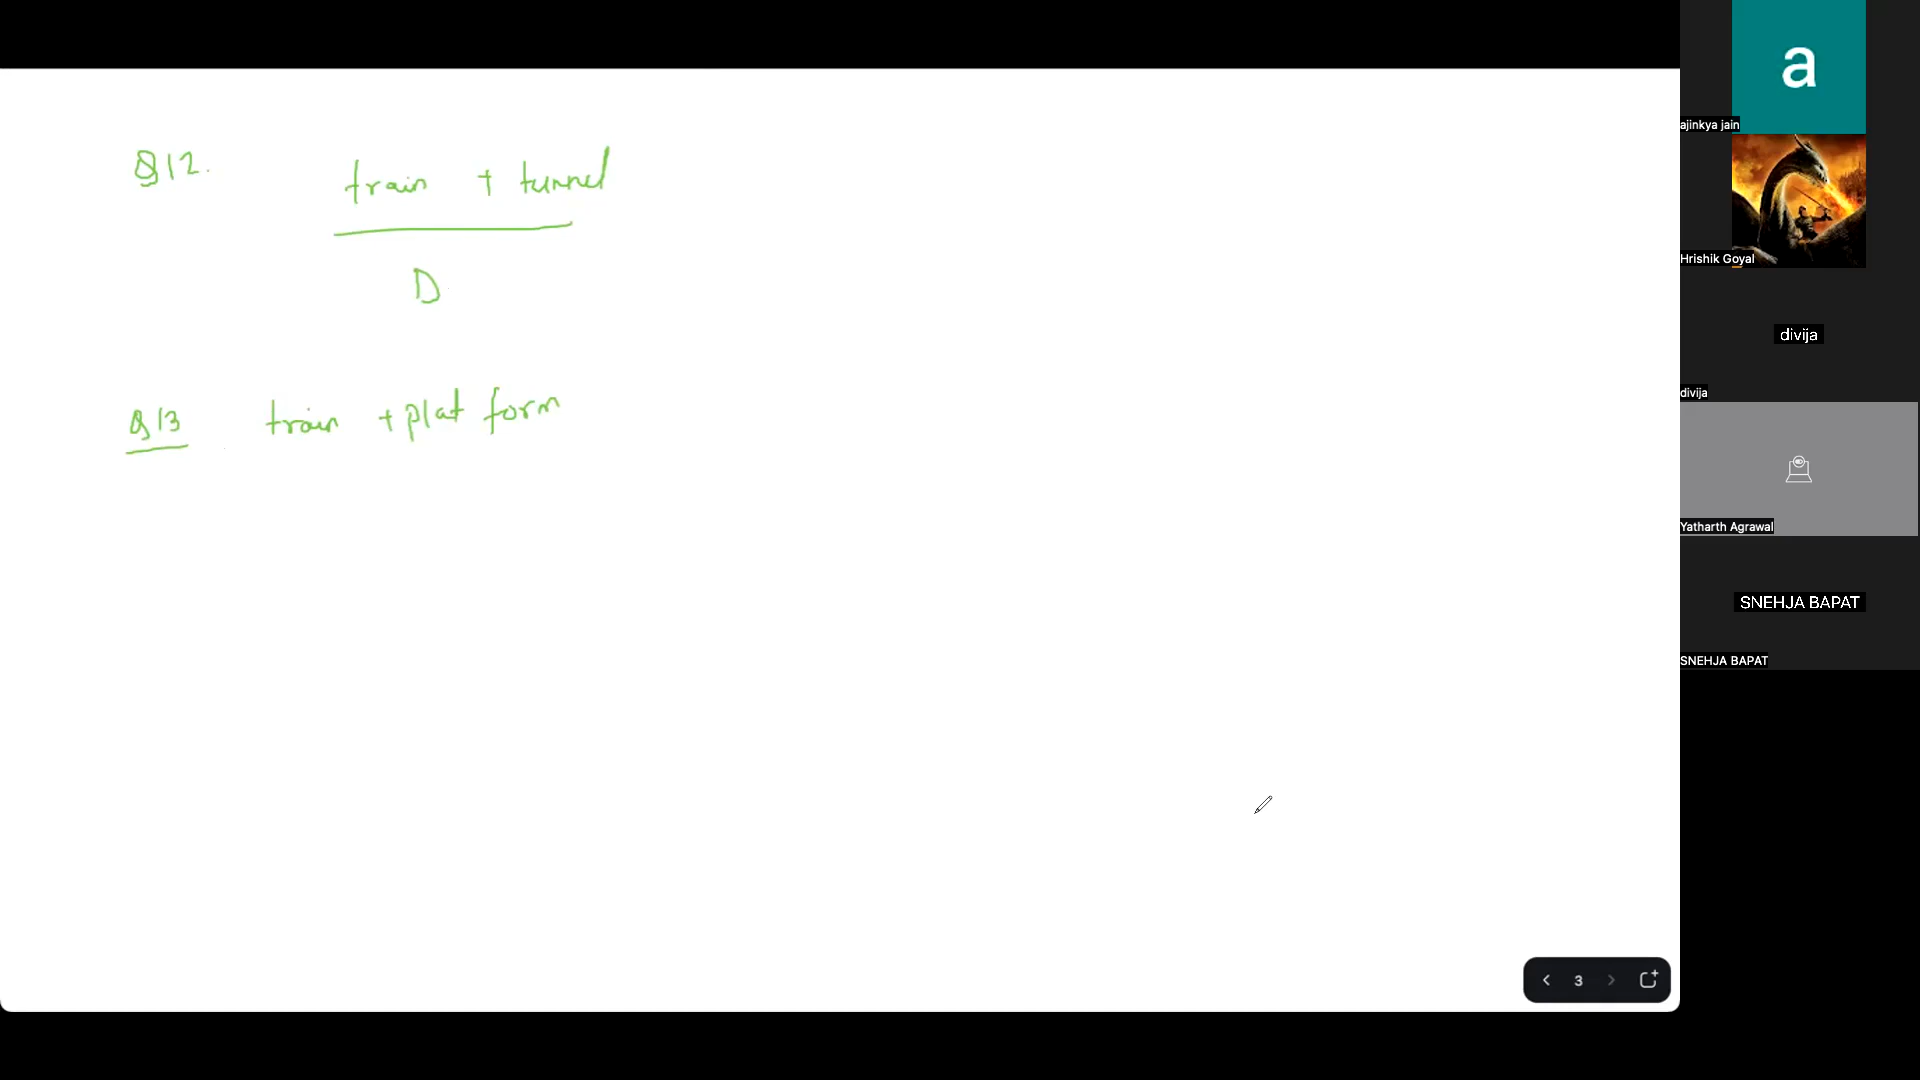 Q12. train + tunnel
D
Q13 train + plat form
3
a
ajinkya jain
Hrishik Goyal
divija
divija
Yatharth Agrawal
SNEHJA BAPAT
SNEHJA BAPAT